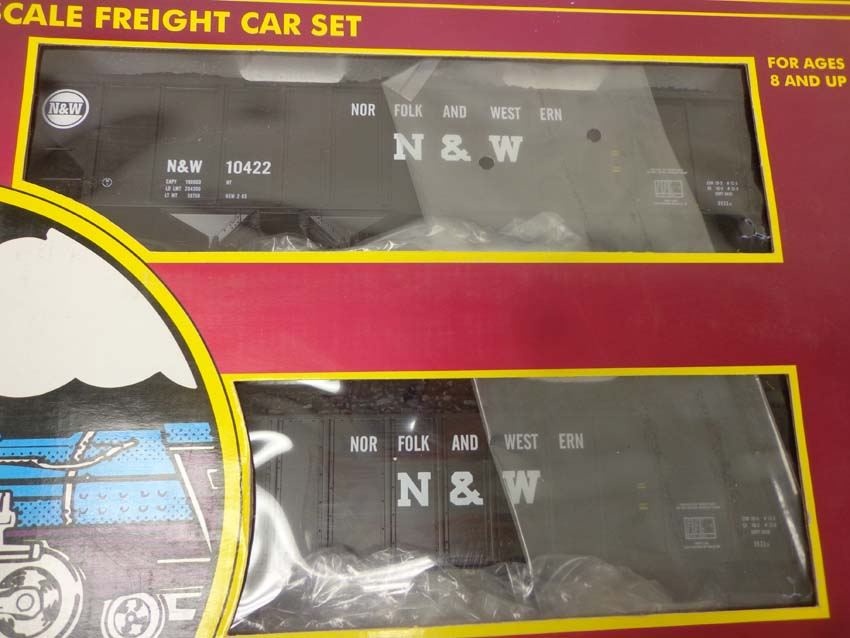 SCALE FREIGHT CAR SET
FOR AGES
8 AND UP
N&W
NOR FOLK AND WEST ERN
N & W
N&W 10422
NOR FOLK AND WEST ERN
N & W